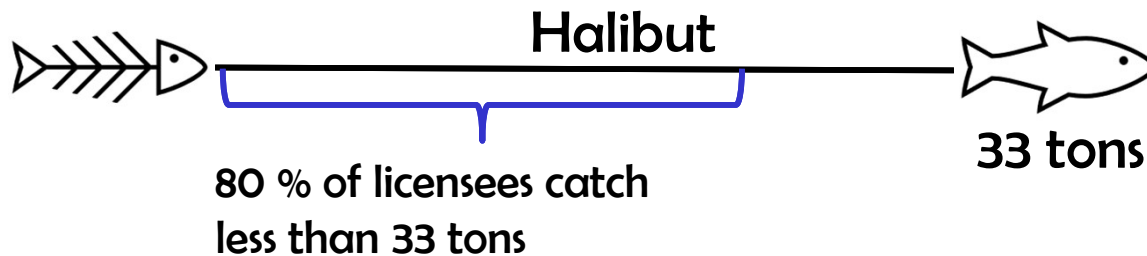 Halibut
33 tons
80 % of licensees catch
less than 33 tons